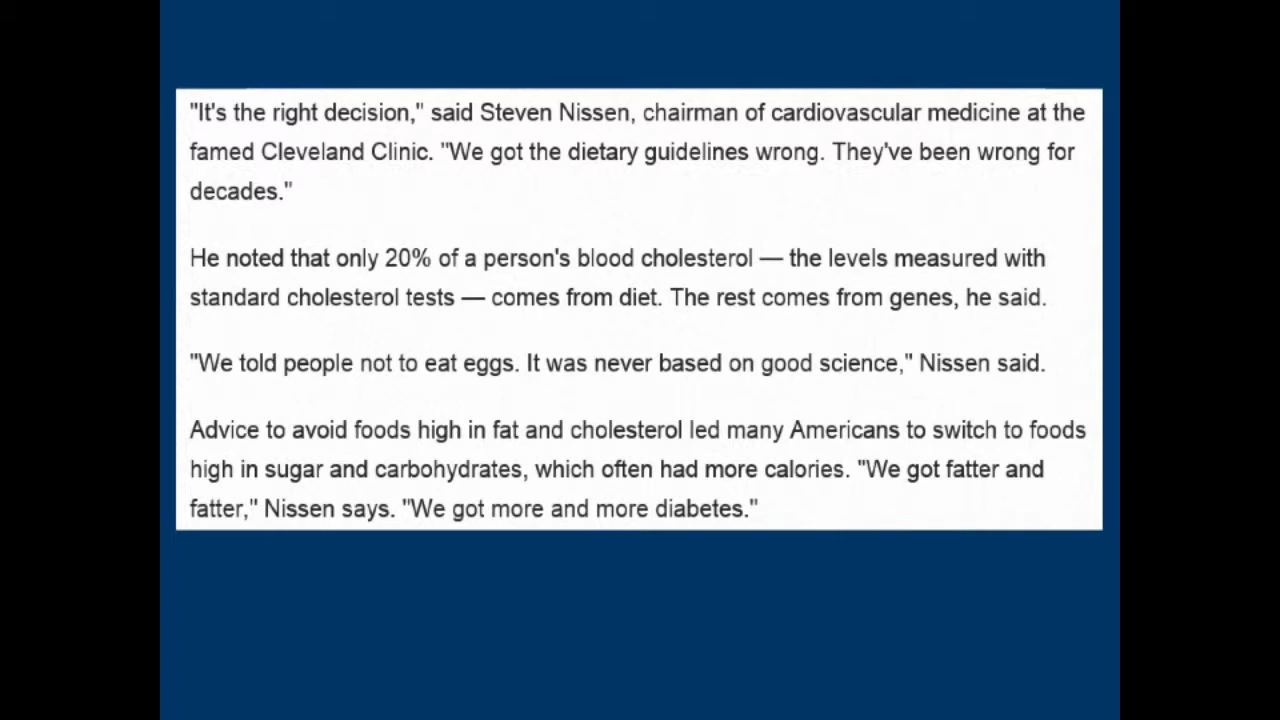 "It's the right decision," said Steven Nissen, chairman of cardiovascular medicine at the
famed Cleveland Clinic. "We got the dietary guidelines wrong. They've been wrong for
decades."
He noted that only 20% of a person's blood cholesterol — the levels measured with
standard cholesterol tests — comes from diet. The rest comes from genes, he said.
"We told people not to eat eggs. It was never based on good science," Nissen said.
Advice to avoid foods high in fat and cholesterol led many Americans to switch to foods
high in sugar and carbohydrates, which often had more calories. "We got fatter and
fatter," Nissen says. "We got more and more diabetes."